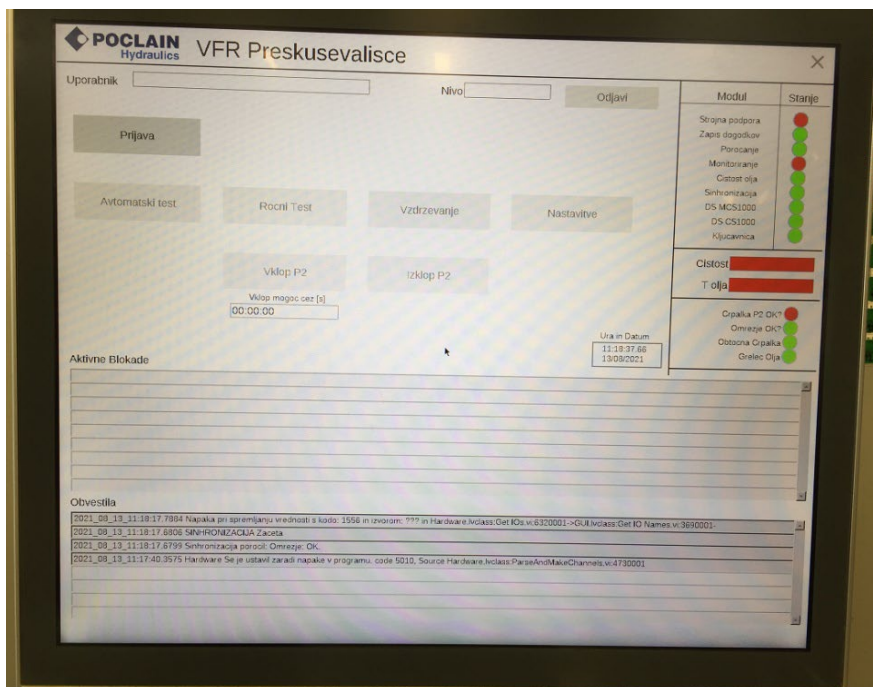 POCLAIN
Hydraulics
VFR Preskusevalisce
Uporabnik
Nivo
Odjavi
Modul Stanje
Prijava
Strojna podpora
Zapis dogodkov
Porocanje
Monitoriranje
Cistost olja
Sinhronizacija
DS MCS1000
DS CS1000
Kljucavnica
Avtomatski test
Rocni Test
Vzdrzevanje
Nastavitve
Vklop P2
Izklop P2
Cistost
T olja
Vklop mogoc cez [s]
00:00:00
Crpalka P2 OK?
Omrezje OK?
Obtocna Crpalka
Grelec Olja
Ura in Datum
11:18:37.66
13/08/2021
Aktivne Blokade
Obvestila
2021_08_13_11:18:17.7884 Napaka pri spremljanju vrednosti s kodo: 1556 in izvorom: ??? in Hardware.lvclass:Get IOs.vi:6320001->GUI.lvclass:Get IO Names.vi:3690001-
2021_08_13_11:18:17.6806 SINHRONIZACIJA Zaceta
2021_08_13_11:18:17.6799 Sinhronizacija porocil: Omrezje: OK.
2021_08_13_11:17:40.3575 Hardware Se je ustavil zaradi napake v programu. code 5010, Source Hardware.lvclass:ParseAndMakeChannels.vi:4730001